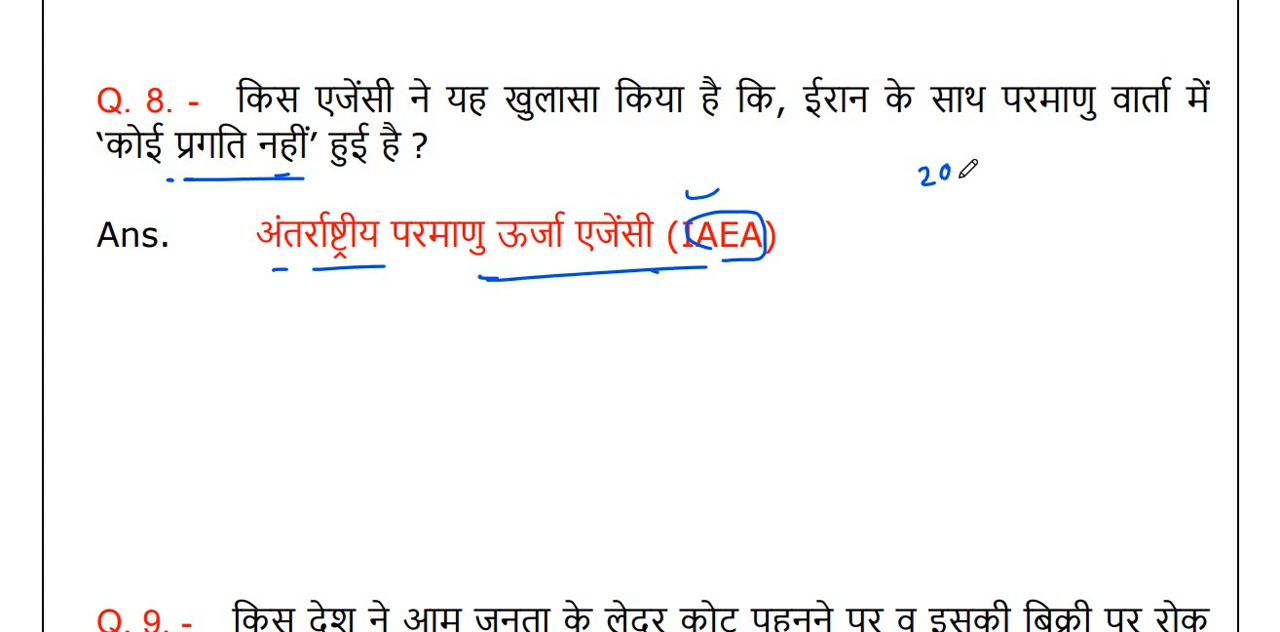 Q. 8. - किस एजेंसी ने यह खुलासा किया है कि, ईरान के साथ परमाणु वार्ता में
‘कोई प्रगति नहीं’ हुई है ?
20
Ans. अंतर्राष्ट्रीय परमाणु ऊर्जा एजेंसी (IAEA)
Q. 9. - किस देश ने आम जनता के लेदर कोट पहनने पर व इसकी बिक्री पर रोक